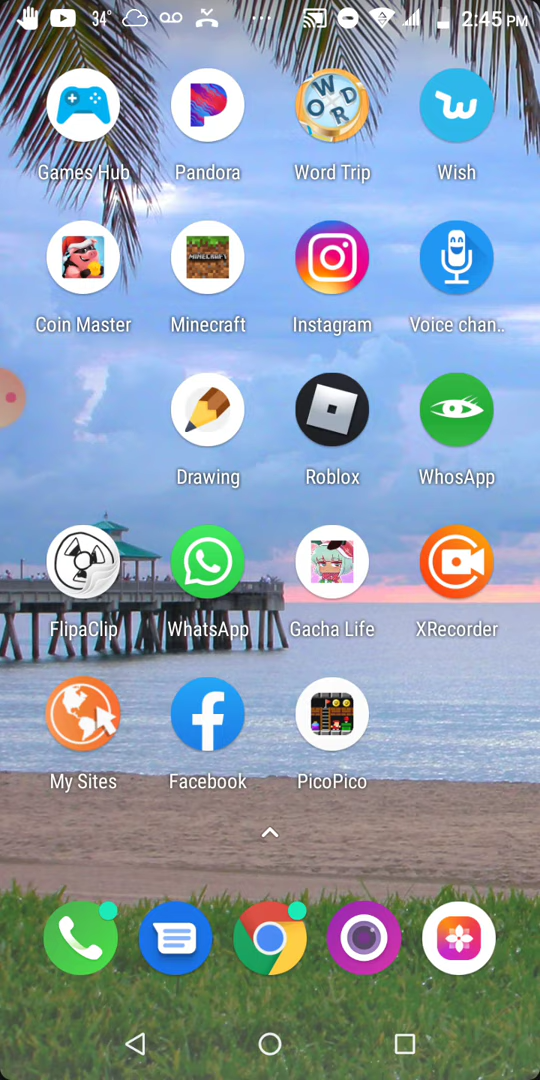 34° 2:45 PM
Games Hub Pandora Word Trip Wish
Coin Master Minecraft Instagram Voice chan..
Drawing Roblox WhosApp
FlipaClip WhatsApp Gacha Life XRecorder
My Sites Facebook PicoPico